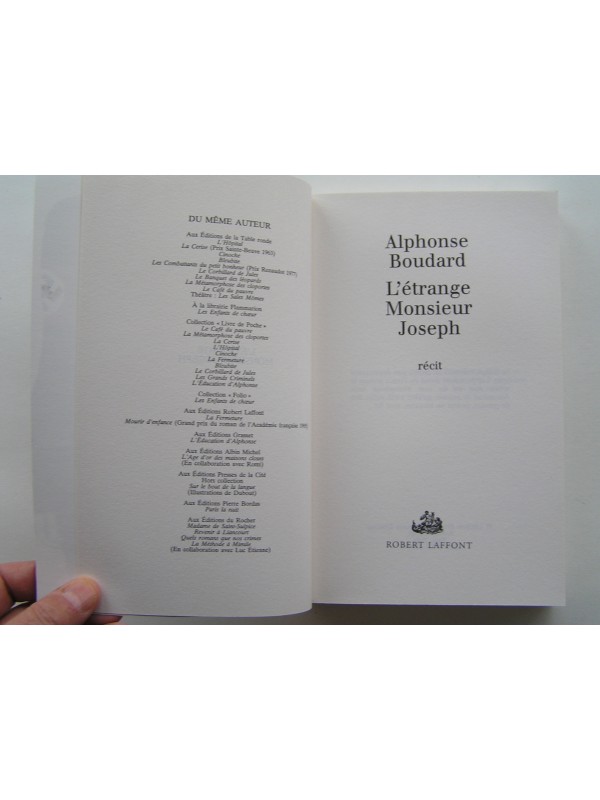 DU MÊME AUTEUR
Aux Éditions de la Table ronde
L'Hôpital
La Cerise (Prix Sainte-Beuve 1963)
Cinoche
Bleubite
Les Combattants du petit bonheur (Prix Renaudot 1977)
Le Corbillard de Jules
Le Banquet des léopards
La Métamorphose des cloportes
Le Café du pauvre
Théâtre : Les Sales Mômes
À la librairie Flammarion
Les Enfants de chœur
Collection « Livre de Poche »
Le Café du pauvre
La Métamorphose des cloportes
La Cerise
L'Hôpital
Cinoche
La Fermeture
Bleubite
Le Corbillard de Jules
Les Grands Criminels
L'Éducation d'Alphonse
Collection « Folio »
Les Enfants de chœur
Aux Éditions Robert Laffont
La Fermeture
Mourir d'enfance (Grand prix du roman de l'Académie française
Aux Éditions Grasset
L'Éducation d'Alphonse
Aux Éditions Albin Michel
L'Âge d'or des maisons closes
(En collaboration avec Romi)
Aux Éditions Presses de la Cité
Hors collection
Sur le bout de la langue
(Illustrations de Dubout)
Aux Éditions Pierre Bordas
Paris la nuit
Aux Éditions du Rocher
Madame de Saint-Sulpice
Revenir à Liancourt
Quels romans que nos crimes
La Méthode à Mimile
(En collaboration avec Luc Étienne)
Alphonse
Boudard
L'étrange
Monsieur
Joseph
récit
ROBERT LAFFONT